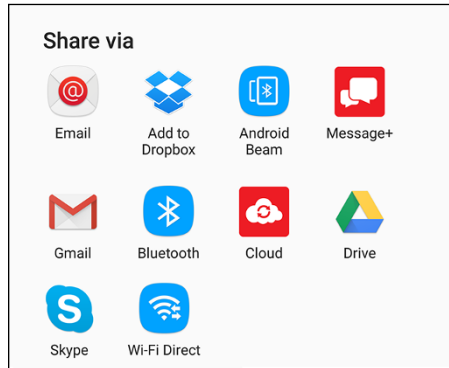 Share via
Email
Add to
Dropbox
Android
Beam
Message+
Gmail
Bluetooth
Cloud
Drive
Skype
Wi-Fi Direct